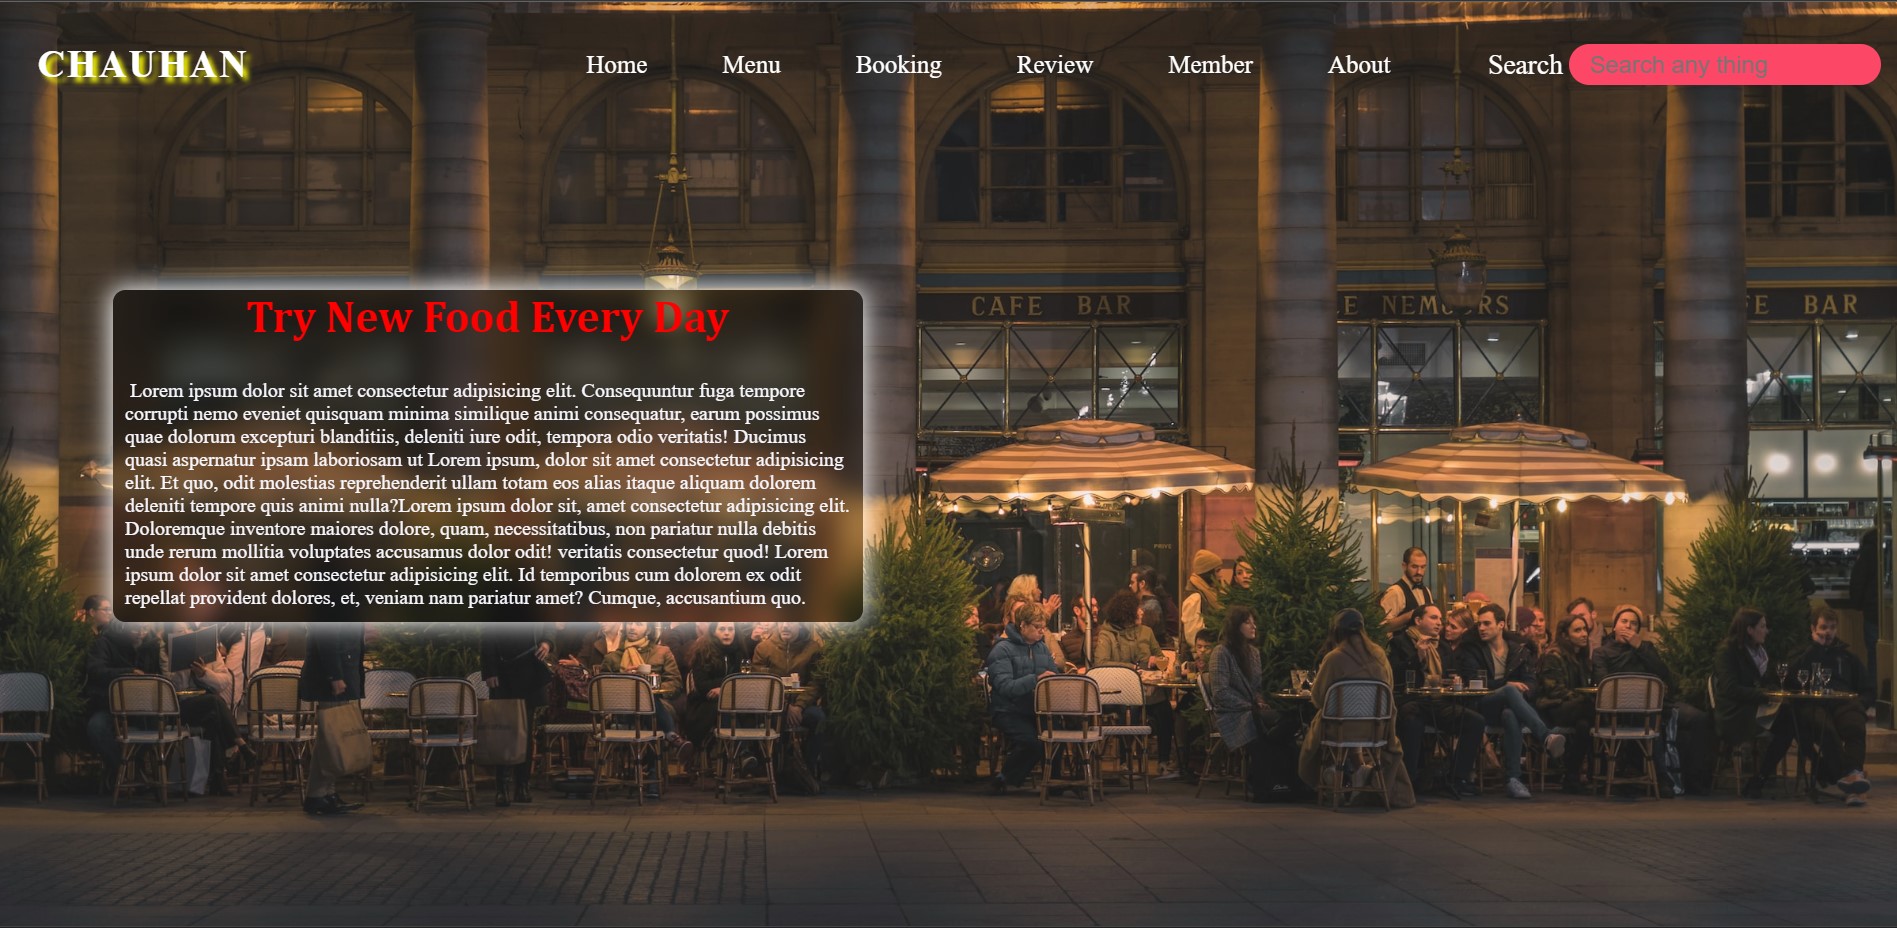 CHAUHAN
Home Menu Booking Review Member About Search Search any thing
CAFE BAR
NEM
RS
E BAR
Try New Food Every Day
Lorem ipsum dolor sit amet consectetur adipisicing elit. Consequuntur fuga tempore
corrupti nemo eveniet quisquam minima similique animi consequatur, earum possimus
quae dolorum excepturi blanditiis, deleniti iure odit, tempora odio veritatis! Ducimus
quasi aspernatur ipsam laboriosam ut Lorem ipsum, dolor sit amet consectetur adipisicing
elit. Et quo, odit molestias reprehenderit ullam totam eos alias itaque aliquam dolorem
deleniti tempore quis animi nulla?Lorem ipsum dolor sit, amet consectetur adipisicing elit.
Doloremque inventore maiores dolore, quam, necessitatibus, non pariatur nulla debitis
unde rerum mollitia voluptates accusamus dolor odit! veritatis consectetur quod! Lorem
ipsum dolor sit amet consectetur adipisicing elit. Id temporibus cum dolorem ex odit
repellat provident dolores, et, veniam nam pariatur amet? Cumque, accusantium quo.
PRIVE